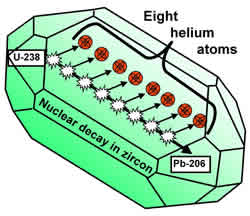 Eight
helium
atoms
U-238
Nuclear decay in zircon
Pb-206